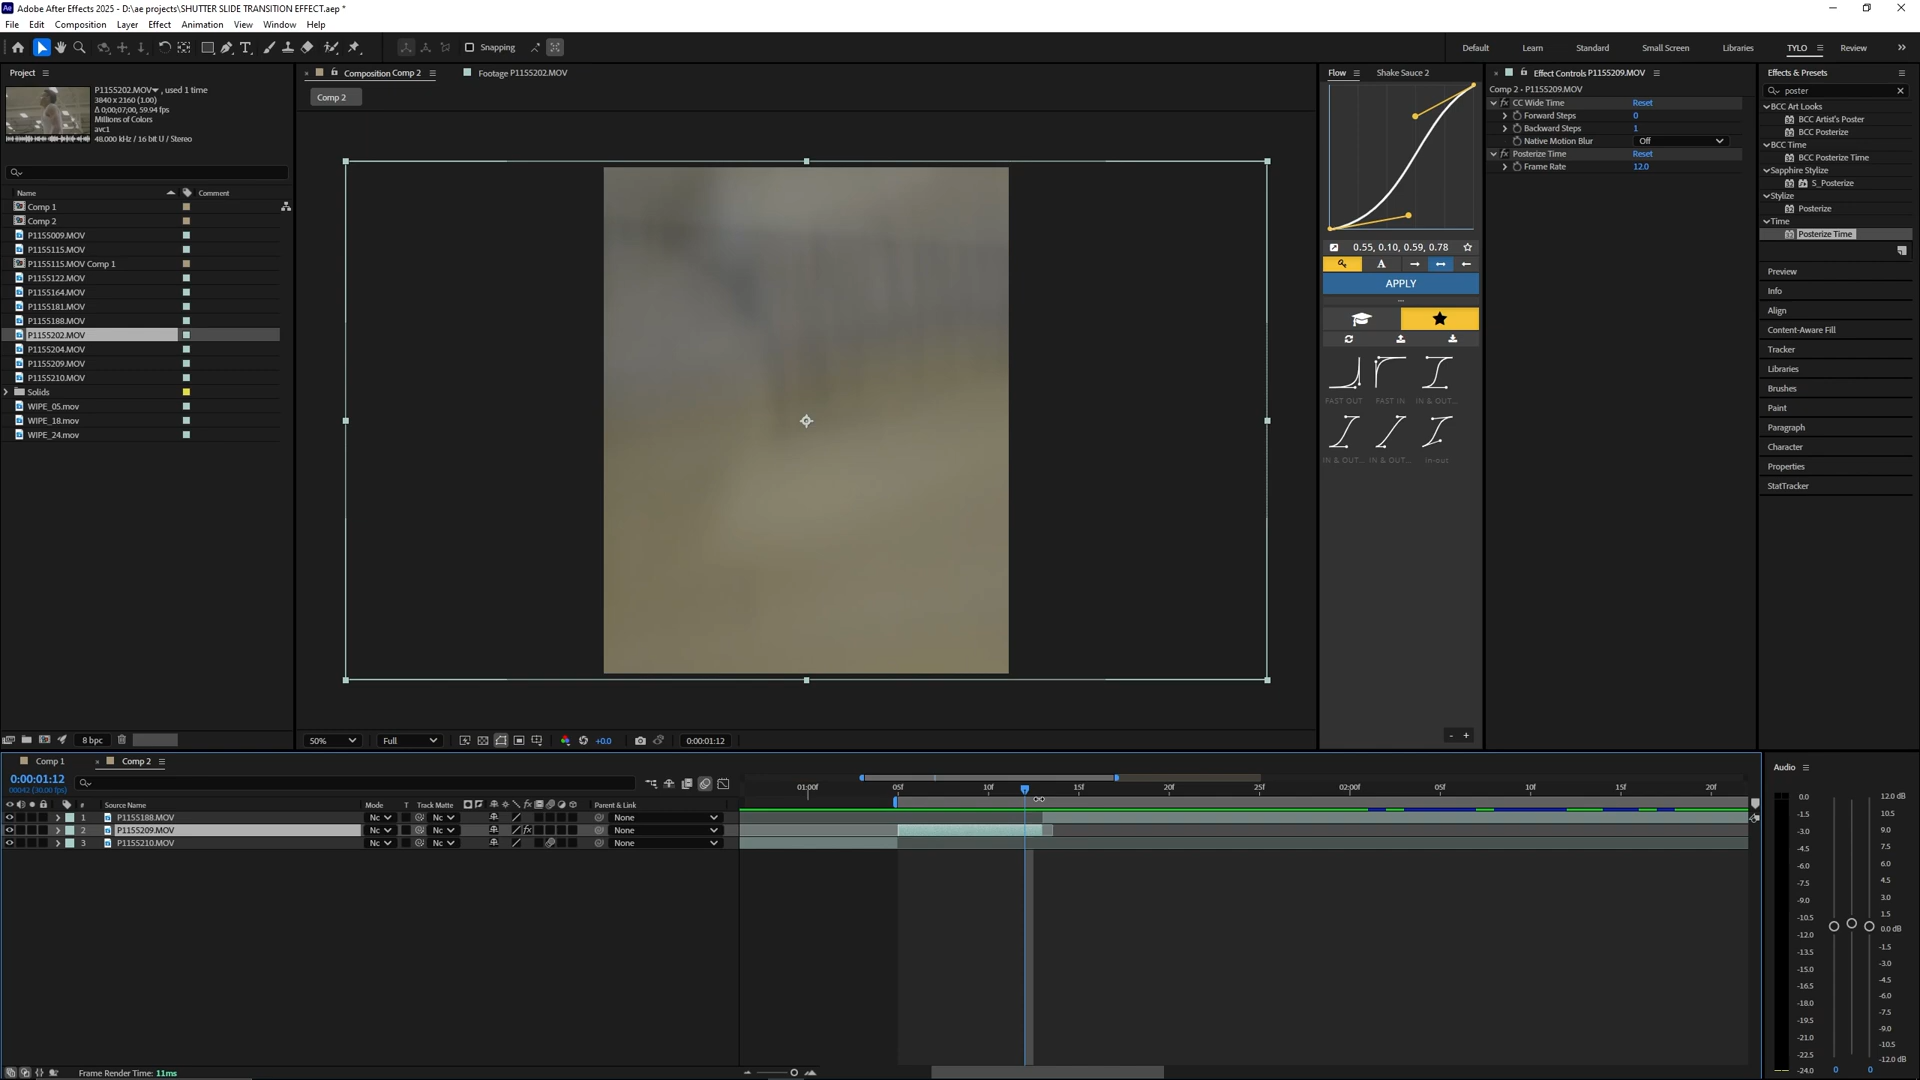 Adobe After Effects 2025 - D:\ae projects\SHUTTER SLIDE TRANSITION EFFECT.aep *
File Edit Composition Layer Effect Animation View Window Help
Snapping
Default Learn Standard Small Screen Libraries TYLO Review
Project
P1155202.MOV, used 1 time
3840 x 2160 (1.00)
Δ 0;00;07;00, 59.94 fps
Millions of Colors
avc1
48.000 kHz / 16 bit U / Stereo
Name Comment
Comp 1
Comp 2
P1155009.MOV
P1155115.MOV
P1155115.MOV Comp 1
P1155122.MOV
P1155164.MOV
P1155181.MOV
P1155188.MOV
P1155202.MOV
P1155204.MOV
P1155209.MOV
P1155210.MOV
Solids
WIPE_05.mov
WIPE_18.mov
WIPE_24.mov
8 bpc
Composition Comp 2 Footage P1155202.MOV
Comp 2
50% Full +0.0 0:00:01:12
Flow Shake Sauce 2
0.55, 0.10, 0.59, 0.78
A
APPLY
...
FAST OUT FAST IN IN & OUT...
IN & OUT... IN & OUT... in-out
- +
Effect Controls P1155209.MOV
Comp 2 • P1155209.MOV
fx CC Wide Time Reset
Forward Steps 0
Backward Steps 1
Native Motion Blur Off
fx Posterize Time Reset
Frame Rate 12.0
Effects & Presets
poster
BCC Art Looks
BCC Artist's Poster
BCC Posterize
BCC Time
BCC Posterize Time
Sapphire Stylize
S_Posterize
Stylize
Posterize
Time
Posterize Time
Preview
Info
Align
Content-Aware Fill
Tracker
Libraries
Brushes
Paint
Paragraph
Character
Properties
StatTracker
Comp 1 Comp 2
0:00:01:12
00042 (30.00 fps)
# Source Name Mode T Track Matte Parent & Link
1 P1155188.MOV Nc Nc None
2 P1155209.MOV fx Nc Nc None
3 P1155210.MOV Nc Nc None
01:00f 05f 10f 15f 20f 25f 02:00f 05f 10f 15f 20f
Frame Render Time: 11ms
Audio
0.0 12.0 dB
-1.5 10.5
-3.0 9.0
-4.5 7.5
-6.0 6.0
-7.5 4.5
-9.0 3.0
-10.5 1.5
-12.0 0.0 dB
-13.5 -1.5
-15.0 -3.0
-16.5 -4.5
-18.0 -6.0
-19.5 -7.5
-21.0 -9.0
-22.5 -10.5
-24.0 -12.0 dB
0 0